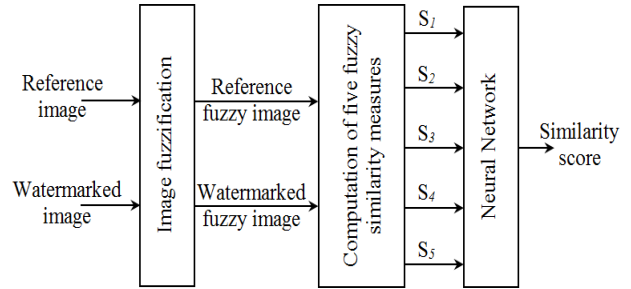 Reference
image
Watermarked
image
Image fuzzification
Reference
fuzzy image
Watermarked
fuzzy image
Computation of five fuzzy
similarity measures
S1
S2
S3
S4
S5
Neural Network
Similarity
score